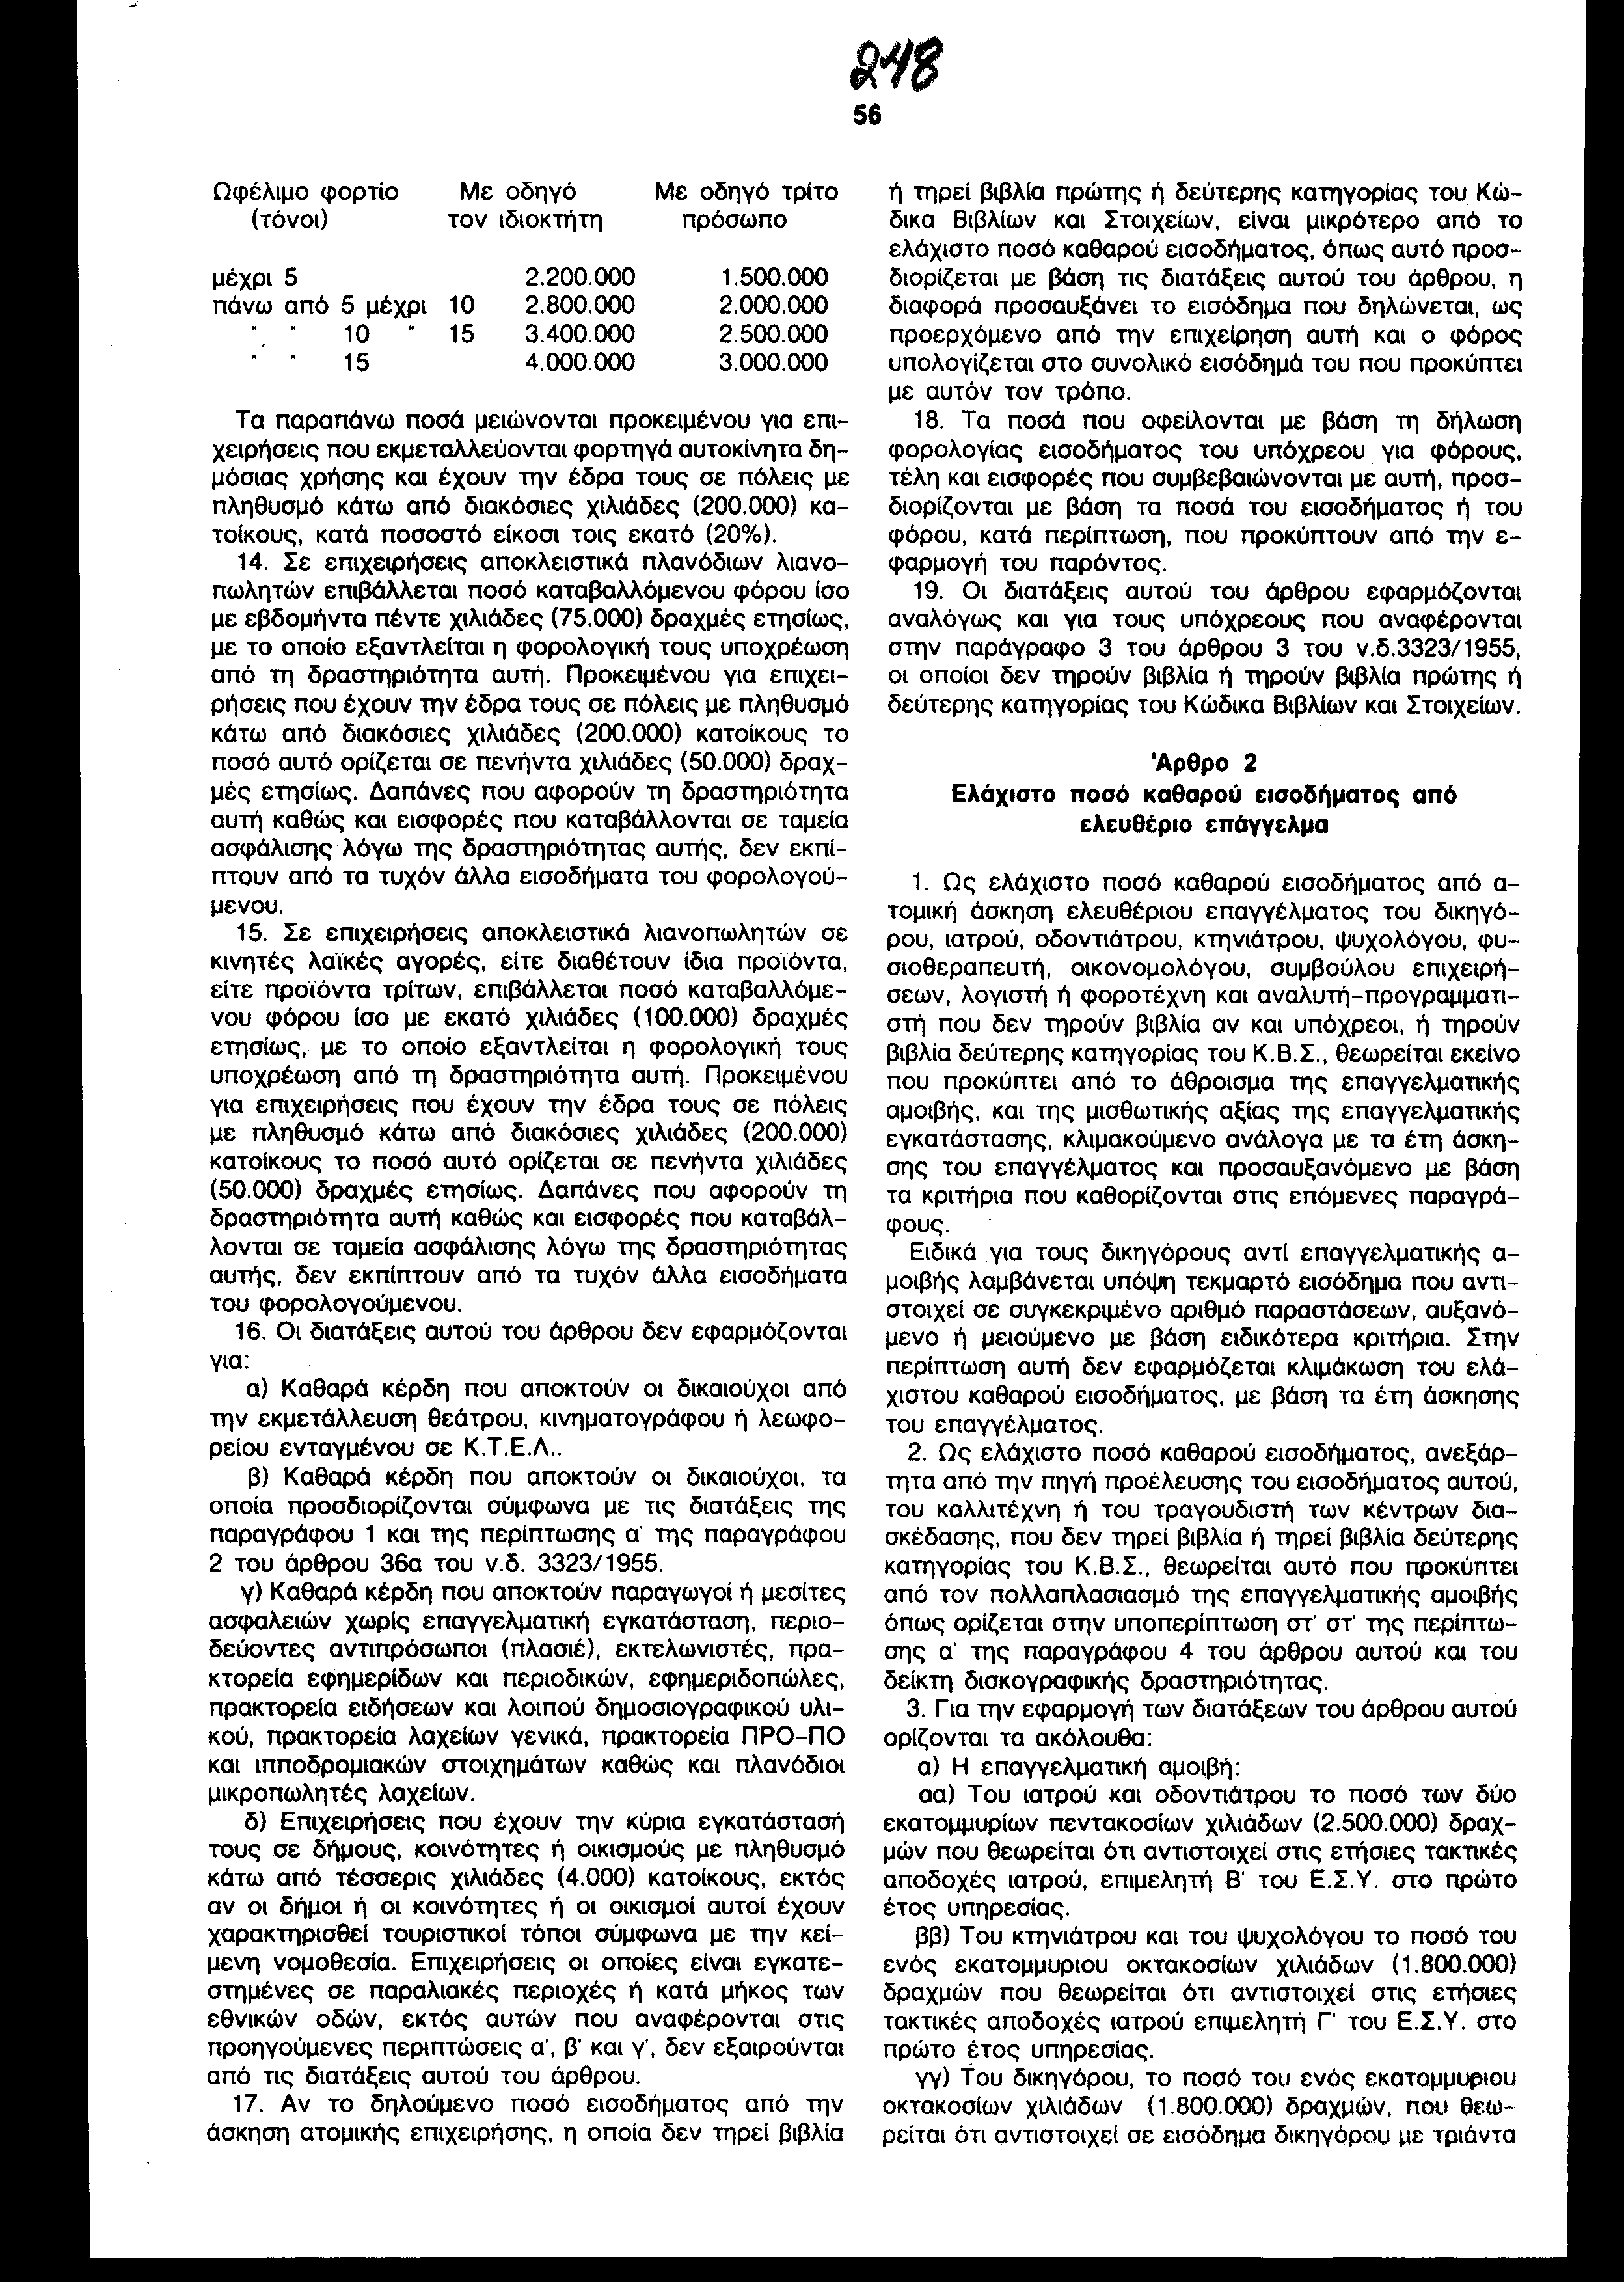 248
56
Ωφέλιμο φορτίο Με οδηγό Με οδηγό τρίτο
(τόνοι) τον ιδιοκτήτη πρόσωπο
μέχρι 5 2.200.000 1.500.000
πάνω από 5 μέχρι 10 2.800.000 2.000.000
" " 10 " 15 3.400.000 2.500.000
" " 15 4.000.000 3.000.000
Τα παραπάνω ποσά μειώνονται προκειμένου για επι-
χειρήσεις που εκμεταλλεύονται φορτηγά αυτοκίνητα δη-
μόσιας χρήσης και έχουν την έδρα τους σε πόλεις με
πληθυσμό κάτω από διακόσιες χιλιάδες (200.000) κα-
τοίκους, κατά ποσοστό είκοσι τοις εκατό (20%).
14. Σε επιχειρήσεις αποκλειστικά πλανόδιων λιανο-
πωλητών επιβάλλεται ποσό καταβαλλόμενου φόρου ίσο
με εβδομήντα πέντε χιλιάδες (75.000) δραχμές ετησίως,
με το οποίο εξαντλείται η φορολογική τους υποχρέωση
από τη δραστηριότητα αυτή. Προκειμένου για επιχει-
ρήσεις που έχουν την έδρα τους σε πόλεις με πληθυσμό
κάτω από διακόσιες χιλιάδες (200.000) κατοίκους το
ποσό αυτό ορίζεται σε πενήντα χιλιάδες (50.000) δραχ-
μές ετησίως. Δαπάνες που αφορούν τη δραστηριότητα
αυτή καθώς και εισφορές που καταβάλλονται σε ταμεία
ασφάλισης λόγω της δραστηριότητας αυτής, δεν εκπί-
πτουν από τα τυχόν άλλα εισοδήματα του φορολογού-
μενου.
15. Σε επιχειρήσεις αποκλειστικά λιανοπωλητών σε
κινητές λαϊκές αγορές, είτε διαθέτουν ίδια προϊόντα,
είτε προϊόντα τρίτων, επιβάλλεται ποσό καταβαλλόμε-
νου φόρου ίσο με εκατό χιλιάδες (100.000) δραχμές
ετησίως, με το οποίο εξαντλείται η φορολογική τους
υποχρέωση από τη δραστηριότητα αυτή. Προκειμένου
για επιχειρήσεις που έχουν την έδρα τους σε πόλεις
με πληθυσμό κάτω από διακόσιες χιλιάδες (200.000)
κατοίκους το ποσό αυτό ορίζεται σε πενήντα χιλιάδες
(50.000) δραχμές ετησίως. Δαπάνες που αφορούν τη
δραστηριότητα αυτή καθώς και εισφορές που καταβάλ-
λονται σε ταμεία ασφάλισης λόγω της δραστηριότητας
αυτής, δεν εκπίπτουν από τα τυχόν άλλα εισοδήματα
του φορολογούμενου.
16. Οι διατάξεις αυτού του άρθρου δεν εφαρμόζονται
για:
α) Καθαρά κέρδη που αποκτούν οι δικαιούχοι από
την εκμετάλλευση θεάτρου, κινηματογράφου ή λεωφο-
ρείου ενταγμένου σε Κ.Τ.Ε.Λ..
β) Καθαρά κέρδη που αποκτούν οι δικαιούχοι, τα
οποία προσδιορίζονται σύμφωνα με τις διατάξεις της
παραγράφου 1 και της περίπτωσης α' της παραγράφου
2 του άρθρου 36α του ν.δ. 3323/1955.
γ) Καθαρά κέρδη που αποκτούν παραγωγοί ή μεσίτες
ασφαλειών χωρίς επαγγελματική εγκατάσταση, περιο-
δεύοντες αντιπρόσωποι (πλασιέ), εκτελωνιστές, πρα-
κτορεία εφημερίδων και περιοδικών, εφημεριδοπώλες,
πρακτορεία ειδήσεων και λοιπού δημοσιογραφικού υλι-
κού, πρακτορεία λαχείων γενικά, πρακτορεία ΠΡΟ-ΠΟ
και ιπποδρομιακών στοιχημάτων καθώς και πλανόδιοι
μικροπωλητές λαχείων.
δ) Επιχειρήσεις που έχουν την κύρια εγκατάστασή
τους σε δήμους, κοινότητες ή οικισμούς με πληθυσμό
κάτω από τέσσερις χιλιάδες (4.000) κατοίκους, εκτός
αν οι δήμοι ή οι κοινότητες ή οι οικισμοί αυτοί έχουν
χαρακτηρισθεί τουριστικοί τόποι σύμφωνα με την κεί-
μενη νομοθεσία. Επιχειρήσεις οι οποίες είναι εγκατε-
στημένες σε παραλιακές περιοχές ή κατά μήκος των
εθνικών οδών, εκτός αυτών που αναφέρονται στις
προηγούμενες περιπτώσεις α', β' και γ', δεν εξαιρούνται
από τις διατάξεις αυτού του άρθρου.
17. Αν το δηλούμενο ποσό εισοδήματος από την
άσκηση ατομικής επιχείρησης, η οποία δεν τηρεί βιβλία
ή τηρεί βιβλία πρώτης ή δεύτερης κατηγορίας του Κώ-
δικα Βιβλίων και Στοιχείων, είναι μικρότερο από το
ελάχιστο ποσό καθαρού εισοδήματος, όπως αυτό προσ-
διορίζεται με βάση τις διατάξεις αυτού του άρθρου, η
διαφορά προσαυξάνει το εισόδημα που δηλώνεται, ως
προερχόμενο από την επιχείρηση αυτή και ο φόρος
υπολογίζεται στο συνολικό εισόδημά του που προκύπτει
με αυτόν τον τρόπο.
18. Τα ποσά που οφείλονται με βάση τη δήλωση
φορολογίας εισοδήματος του υπόχρεου για φόρους,
τέλη και εισφορές που συμβεβαιώνονται με αυτή, προσ-
διορίζονται με βάση τα ποσά του εισοδήματος ή του
φόρου, κατά περίπτωση, που προκύπτουν από την ε-
φαρμογή του παρόντος.
19. Οι διατάξεις αυτού του άρθρου εφαρμόζονται
αναλόγως και για τους υπόχρεους που αναφέρονται
στην παράγραφο 3 του άρθρου 3 του ν.δ.3323/1955,
οι οποίοι δεν τηρούν βιβλία ή τηρούν βιβλία πρώτης ή
δεύτερης κατηγορίας του Κώδικα Βιβλίων και Στοιχείων.
Άρθρο 2
Ελάχιστο ποσό καθαρού εισοδήματος από
ελευθέριο επάγγελμα
1. Ως ελάχιστο ποσό καθαρού εισοδήματος από α-
τομική άσκηση ελευθέριου επαγγέλματος του δικηγό-
ρου, ιατρού, οδοντιάτρου, κτηνιάτρου, ψυχολόγου, φυ-
σιοθεραπευτή, οικονομολόγου, συμβούλου επιχειρή-
σεων, λογιστή ή φοροτέχνη και αναλυτή-προγραμματι-
στή που δεν τηρούν βιβλία αν και υπόχρεοι, ή τηρούν
βιβλία δεύτερης κατηγορίας του Κ.Β.Σ., θεωρείται εκείνο
που προκύπτει από το άθροισμα της επαγγελματικής
αμοιβής, και της μισθωτικής αξίας της επαγγελματικής
εγκατάστασης, κλιμακούμενο ανάλογα με τα έτη άσκη-
σης του επαγγέλματος και προσαυξανόμενο με βάση
τα κριτήρια που καθορίζονται στις επόμενες παραγρά-
φους.
Ειδικά για τους δικηγόρους αντί επαγγελματικής α-
μοιβής λαμβάνεται υπόψη τεκμαρτό εισόδημα που αντι-
στοιχεί σε συγκεκριμένο αριθμό παραστάσεων, αυξανό-
μενο ή μειούμενο με βάση ειδικότερα κριτήρια. Στην
περίπτωση αυτή δεν εφαρμόζεται κλιμάκωση του ελά-
χιστου καθαρού εισοδήματος, με βάση τα έτη άσκησης
του επαγγέλματος.
2. Ως ελάχιστο ποσό καθαρού εισοδήματος, ανεξάρ-
τητα από την πηγή προέλευσης του εισοδήματος αυτού,
του καλλιτέχνη ή του τραγουδιστή των κέντρων δια-
σκέδασης, που δεν τηρεί βιβλία ή τηρεί βιβλία δεύτερης
κατηγορίας του Κ.Β.Σ., θεωρείται αυτό που προκύπτει
από τον πολλαπλασιασμό της επαγγελματικής αμοιβής
όπως ορίζεται στην υποπερίπτωση στ' στ' της περίπτω-
σης α' της παραγράφου 4 του άρθρου αυτού και του
δείκτη δισκογραφικής δραστηριότητας.
3. Για την εφαρμογή των διατάξεων του άρθρου αυτού
ορίζονται τα ακόλουθα:
α) Η επαγγελματική αμοιβή:
αα) Του ιατρού και οδοντιάτρου το ποσό των δύο
εκατομμυρίων πεντακοσίων χιλιάδων (2.500.000) δραχ-
μών που θεωρείται ότι αντιστοιχεί στις ετήσιες τακτικές
αποδοχές ιατρού, επιμελητή Β' του Ε.Σ.Υ. στο πρώτο
έτος υπηρεσίας.
ββ) Του κτηνιάτρου και του ψυχολόγου το ποσό του
ενός εκατομμυριου οκτακοσίων χιλιάδων (1.800.000)
δραχμών που θεωρείται ότι αντιστοιχεί στις ετήσιες
τακτικές αποδοχές ιατρού επιμελητή Γ' του Ε.Σ.Υ. στο
πρώτο έτος υπηρεσίας.
γγ) Του δικηγόρου, το ποσό του ενός εκατομμυριου
οκτακοσίων χιλιάδων (1.800.000) δραχμών, που θεω-
ρείται ότι αντιστοιχεί σε εισόδημα δικηγόρου με τριάντα